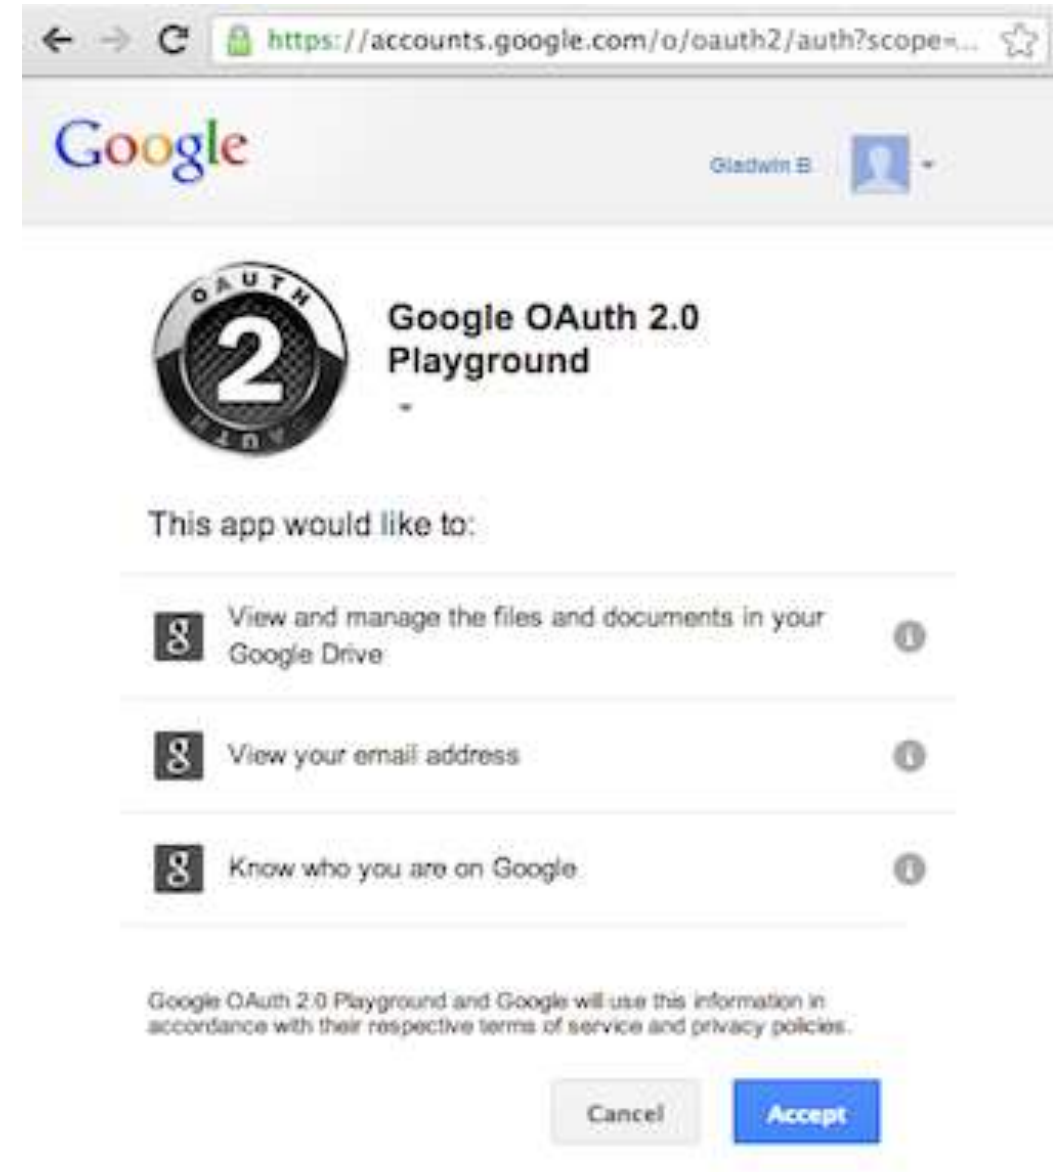 https://accounts.google.com/o/oauth2/auth?scope=...
Google
Gladwin B
OAUTH
2
OAUTH
Google OAuth 2.0
Playground
This app would like to:
8 View and manage the files and documents in your
Google Drive
8 View your email address
8 Know who you are on Google
Google OAuth 2.0 Playground and Google will use this information in
accordance with their respective terms of service and privacy policies.
Cancel Accept